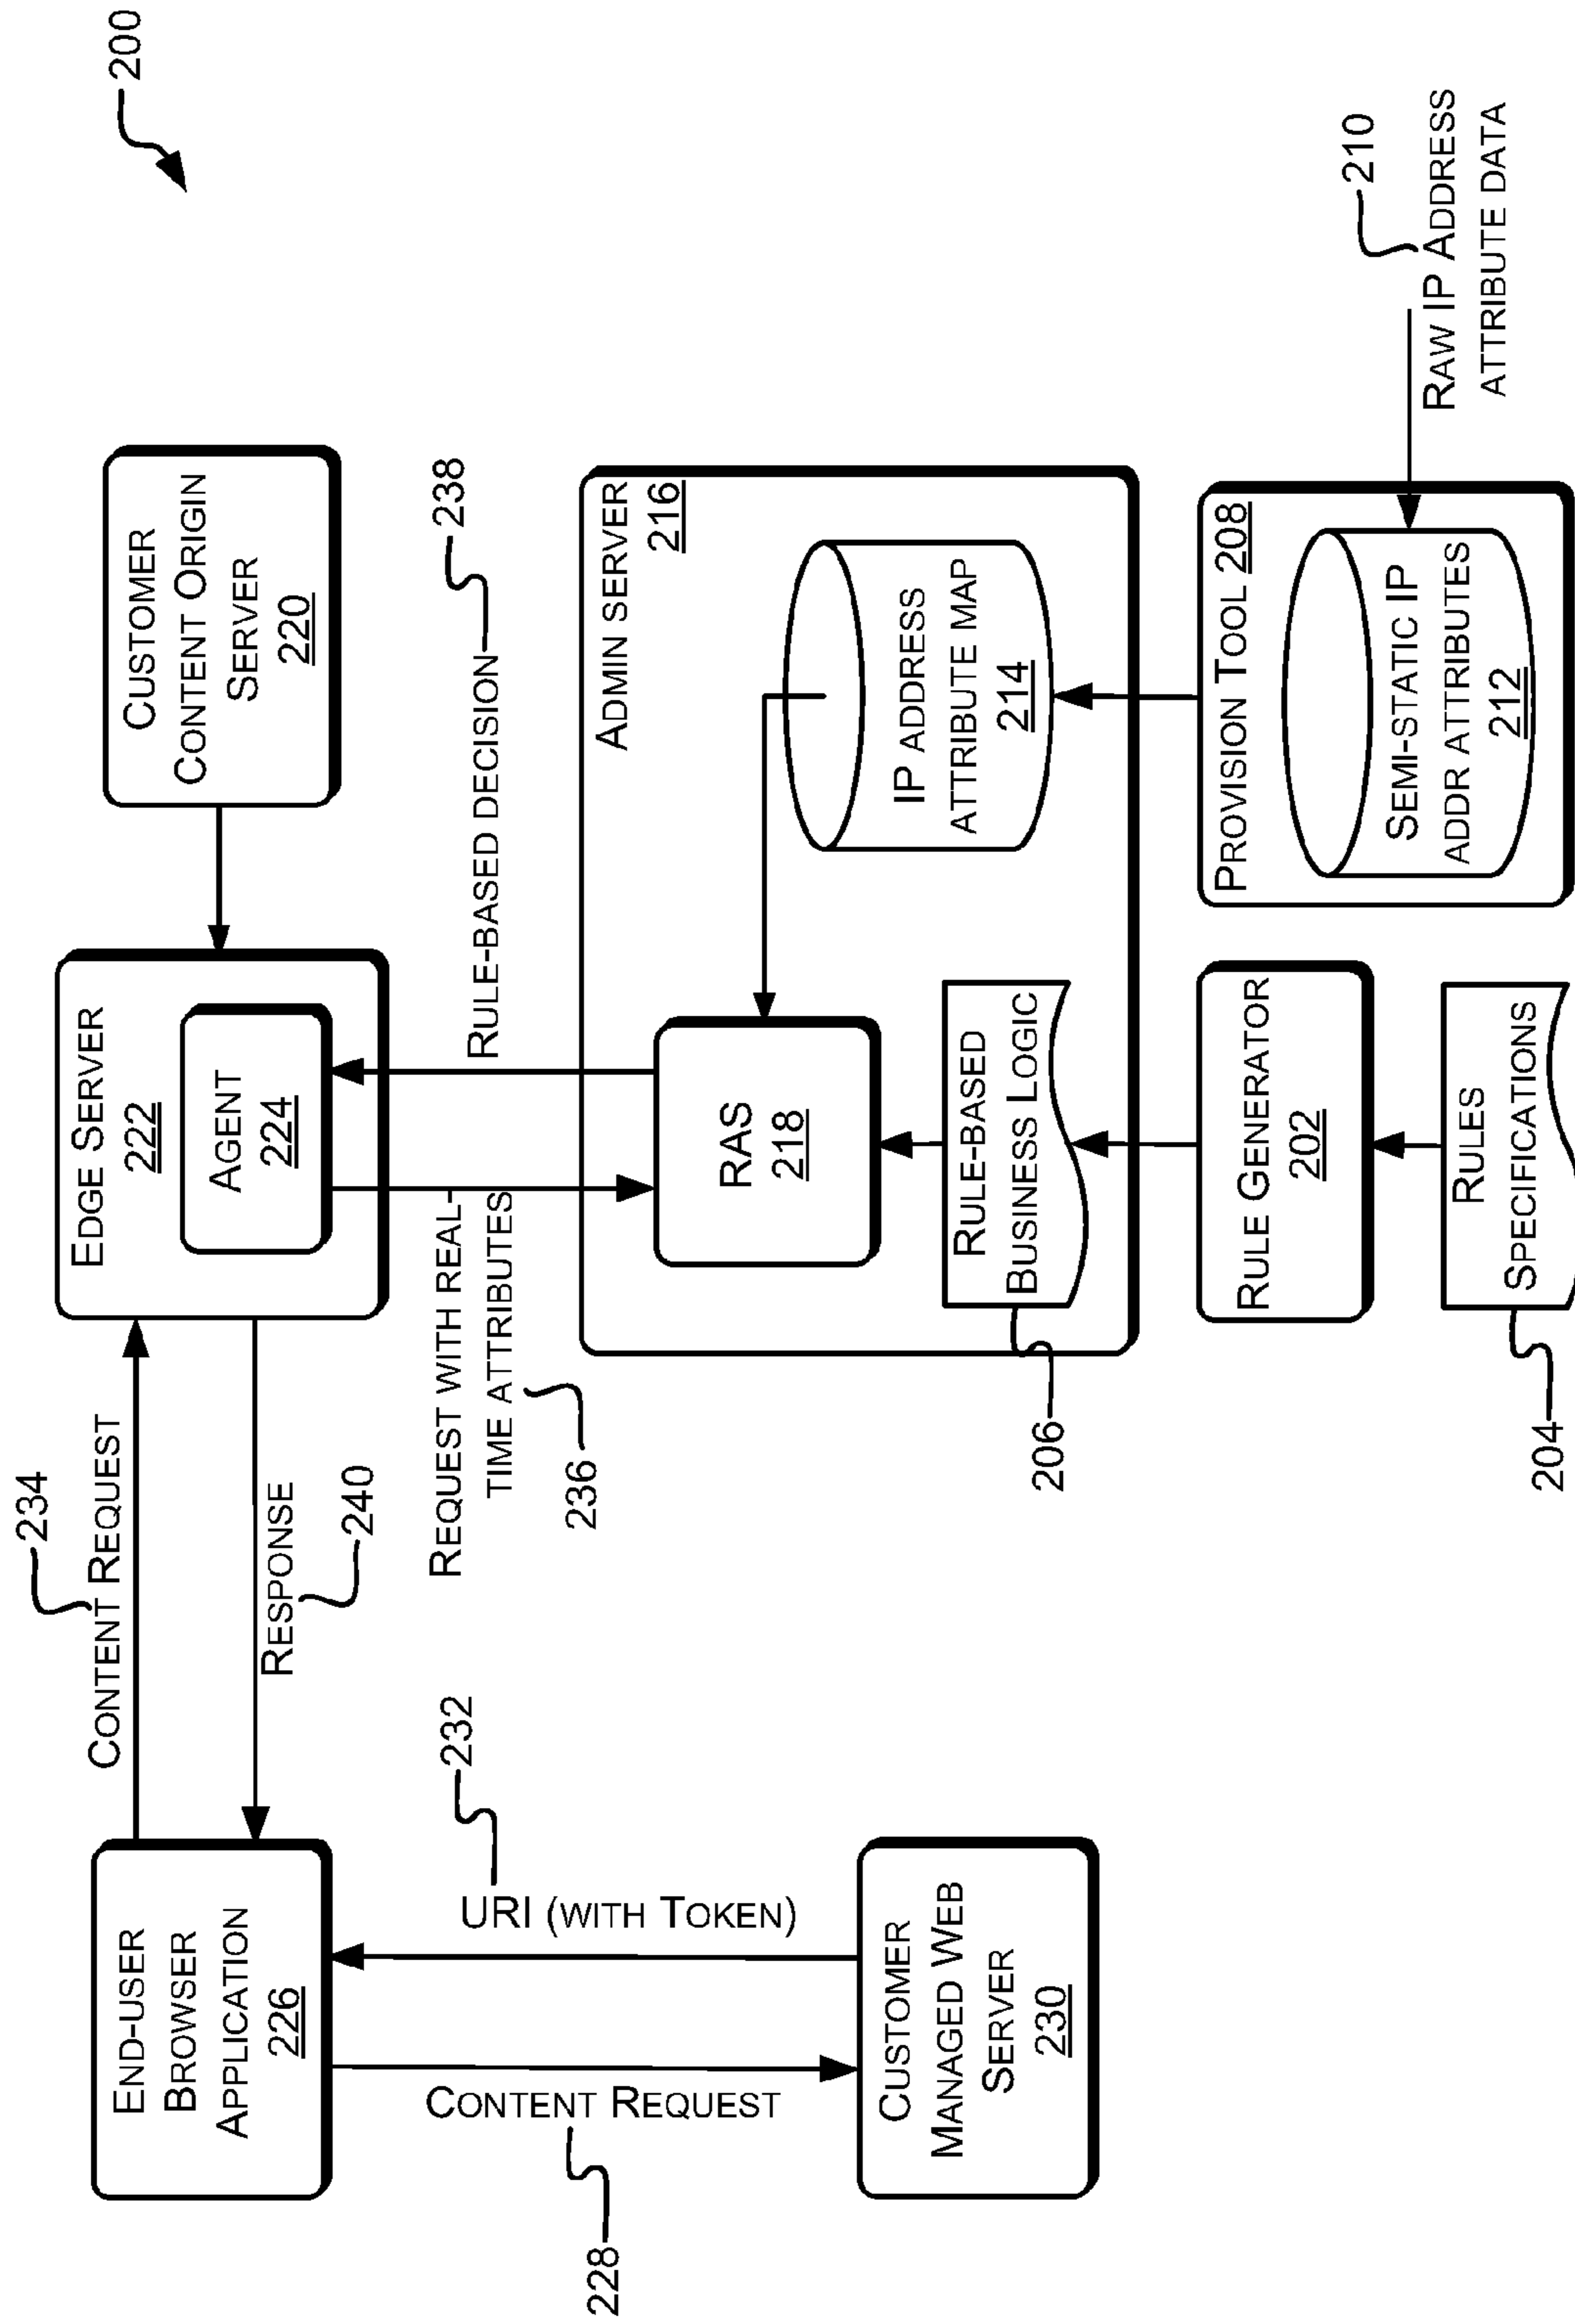 200
234
CONTENT REQUEST
END-USER
BROWSER
APPLICATION
226
RESPONSE
240
EDGE SERVER
222
AGENT
224
CUSTOMER
CONTENT ORIGIN
SERVER
220
232
URI (WITH TOKEN)
CONTENT REQUEST
228
REQUEST WITH REAL-
TIME ATTRIBUTES
236
RULE-BASED DECISION
238
CUSTOMER
MANAGED WEB
SERVER
230
ADMIN SERVER
216
RAS
218
IP ADDRESS
ATTRIBUTE MAP
214
RULE-BASED
BUSINESS LOGIC
206
RULE GENERATOR
202
PROVISION TOOL 208
SEMI-STATIC IP
ADDR ATTRIBUTES
212
210
RAW IP ADDRESS
ATTRIBUTE DATA
RULES
SPECIFICATIONS
204